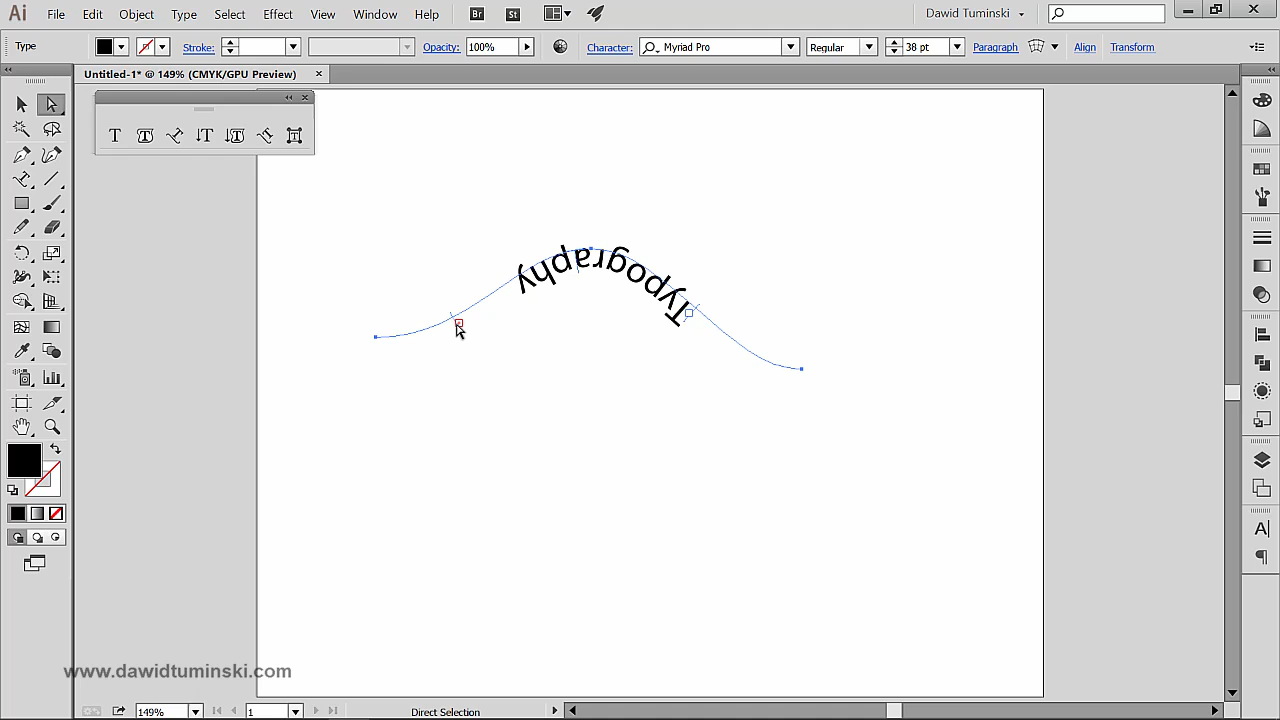 Ai File Edit Object Type Select Effect View Window Help Br St Dawid Tuminski
Type Stroke: Opacity: 100% Character: Myriad Pro Regular 38 pt Paragraph Align Transform
Untitled-1* @ 149% (CMYK/GPU Preview)
Typography
www.dawidtuminski.com
149% 1 Direct Selection